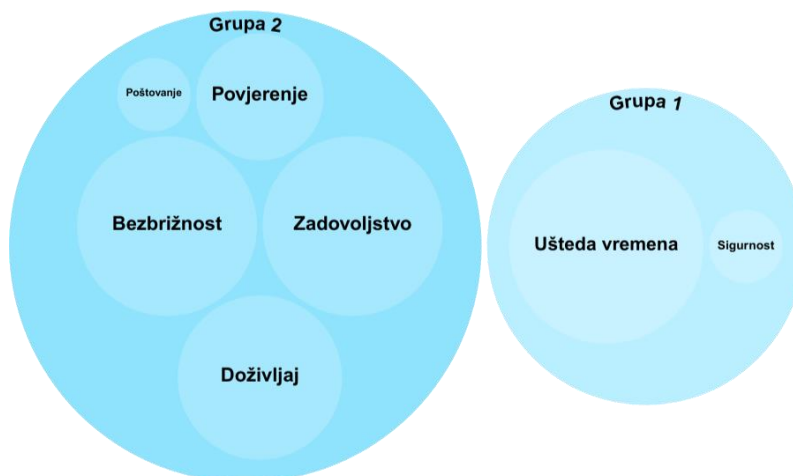 Grupa 2
Poštovanje
Povjerenje
Bezbrižnost
Zadovoljstvo
Doživljaj
Grupa 1
Ušteda vremena
Sigurnost